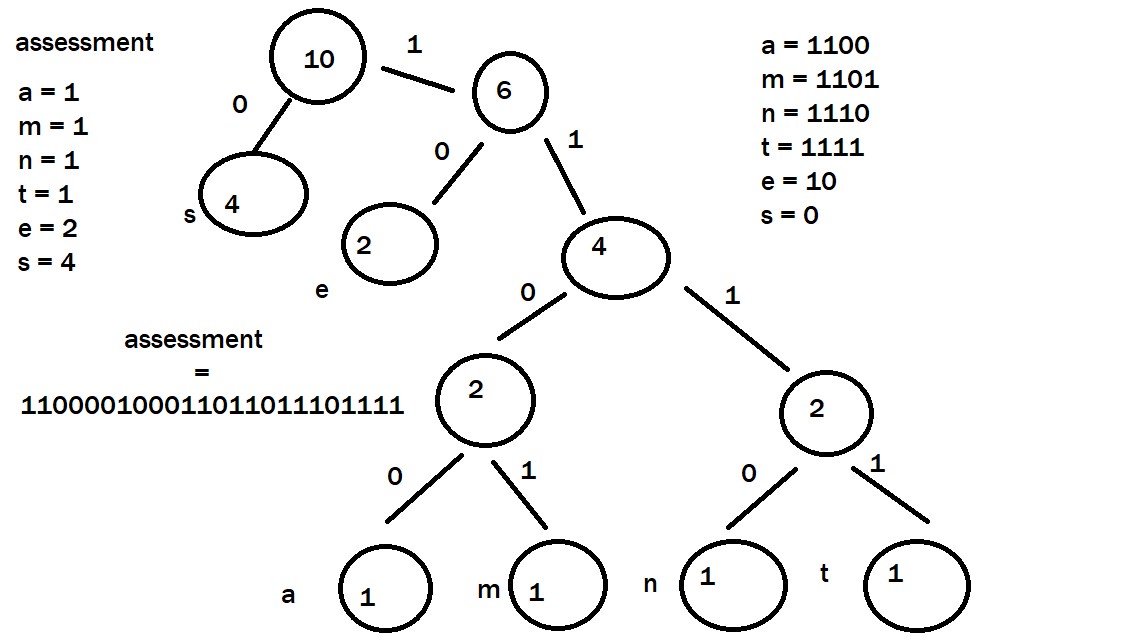 assessment
a = 1
m = 1
n = 1
t = 1
e = 2
s = 4
10
1
6
0
0
1
s
4
2
e
4
0
1
assessment
=
110000100011011011101111
2
2
0
1
0
1
a
1
m
1
n
1
t
1
a = 1100
m = 1101
n = 1110
t = 1111
e = 10
s = 0